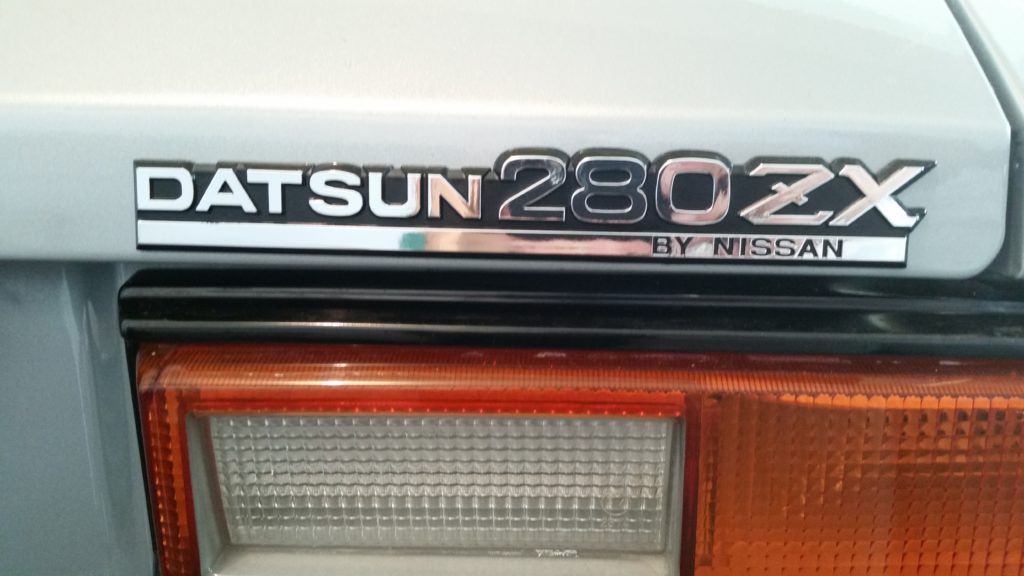 DATSUN 280ZX
BY NISSAN